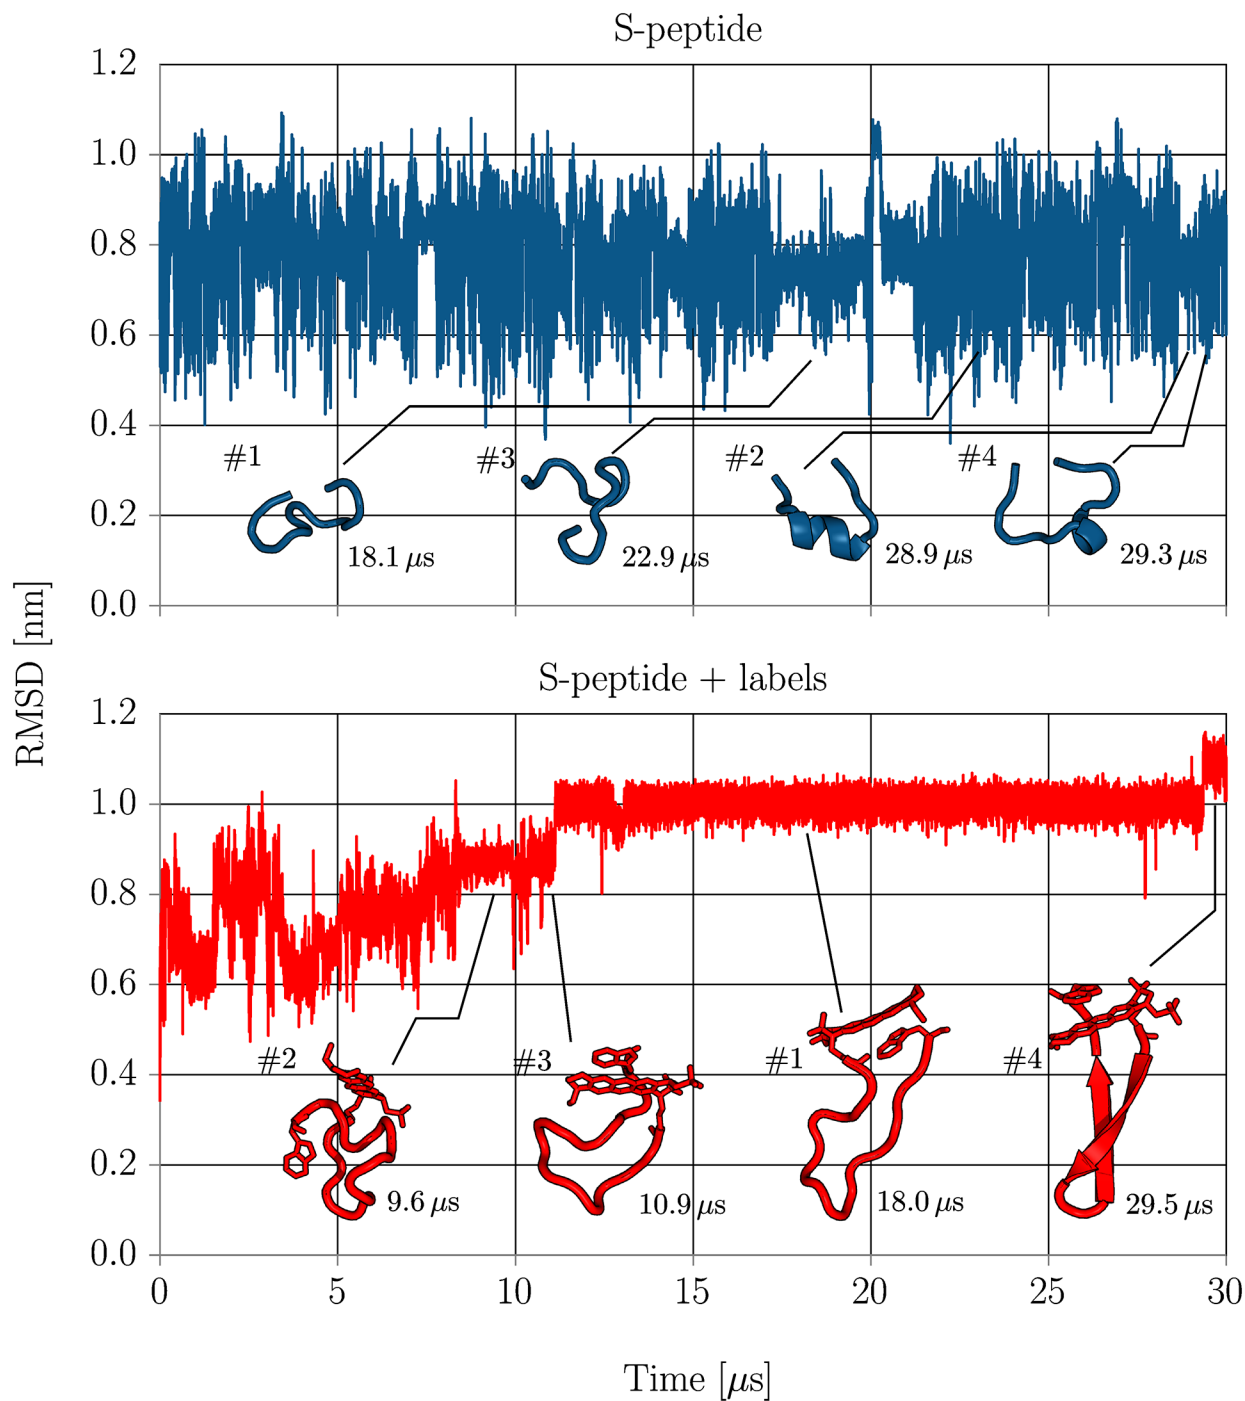 S-peptide
1.2
1.0
0.8
0.6
0.4
0.2
0.0
#1
#3
#2
#4
18.1 μs
22.9 μs
28.9 μs
29.3 μs
RMSD [nm]
S-peptide + labels
1.2
1.0
0.8
0.6
0.4
0.2
0.0
#2
#3
#1
#4
9.6 μs
10.9 μs
18.0 μs
29.5 μs
0 5 10 15 20 25 30
Time [μs]